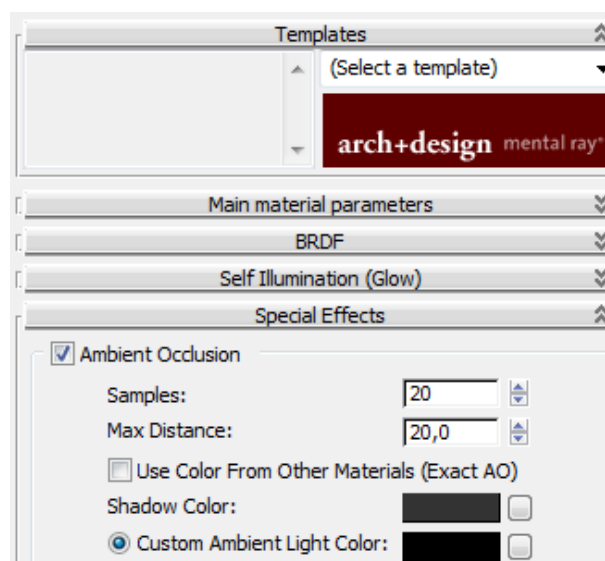 Templates
(Select a template)
arch+design mental ray®
Main material parameters
BRDF
Self Illumination (Glow)
Special Effects
Ambient Occlusion
Samples: 20
Max Distance: 20,0
Use Color From Other Materials (Exact AO)
Shadow Color:
Custom Ambient Light Color: